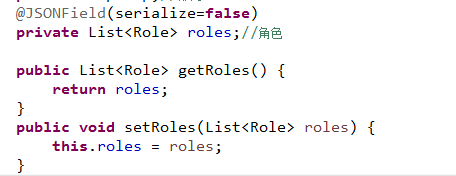 @JSONField(serialize=false)
private List<Role> roles;//角色
public List<Role> getRoles() {
return roles;
}
public void setRoles(List<Role> roles) {
this.roles = roles;
}